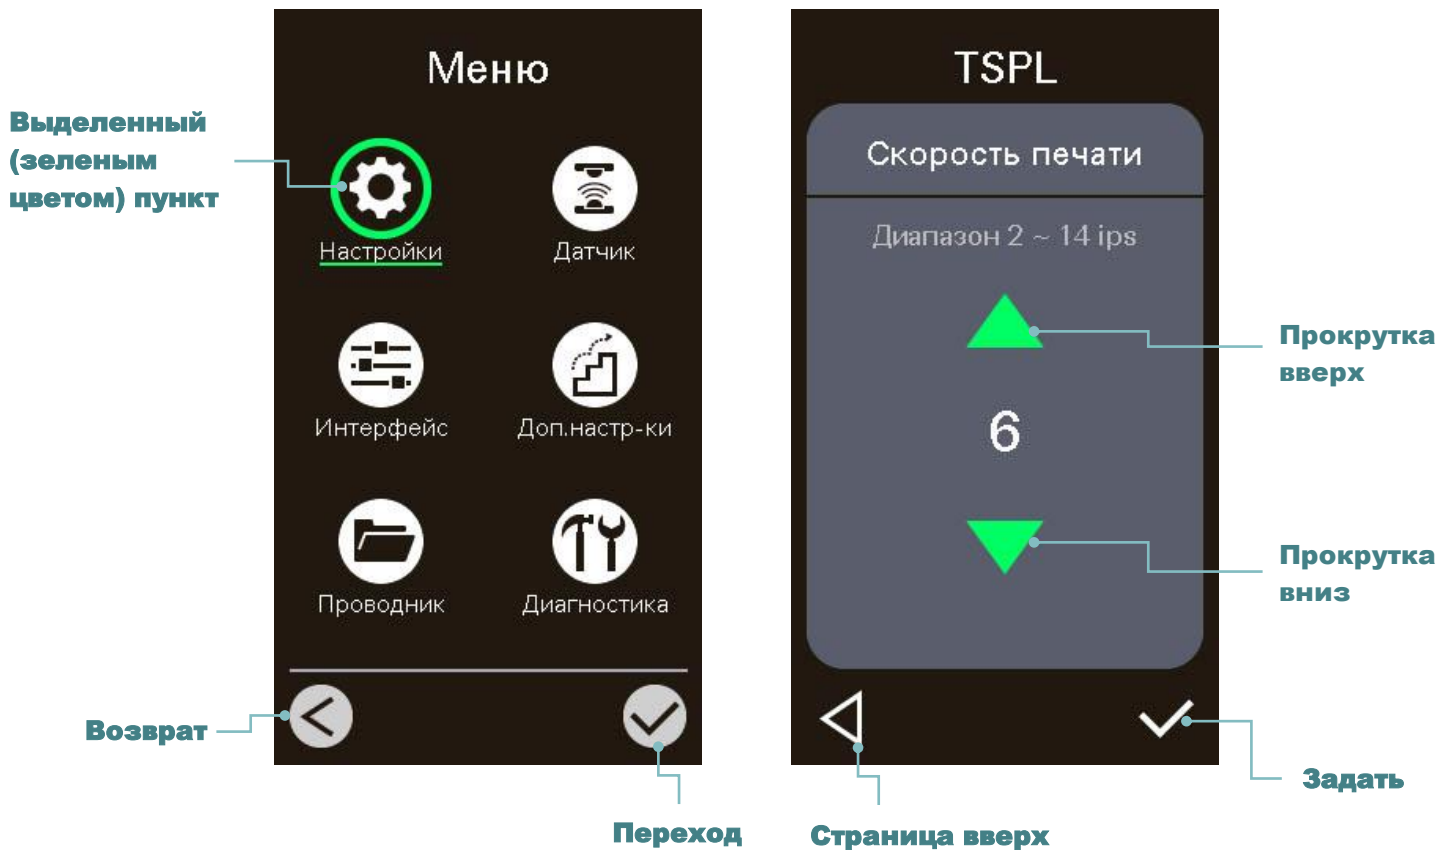 Меню
Выделенный
(зеленым
цветом) пункт
Настройки
Датчик
Интерфейс
Доп.настр-ки
Проводник
Диагностика
Возврат
Переход
TSPL
Скорость печати
Диапазон 2 ~ 14 ips
6
Прокрутка
вверх
Прокрутка
вниз
Задать
Страница вверх